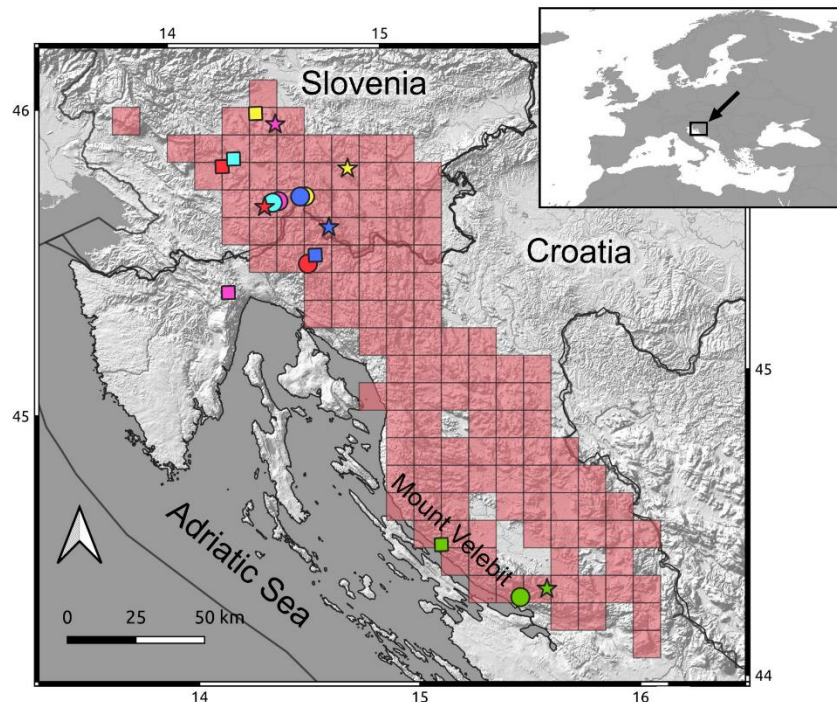 14 15
Slovenia
46
Croatia
45
45
Mount Velebit
Adriatic Sea
0 25 50 km
44
14 15 16